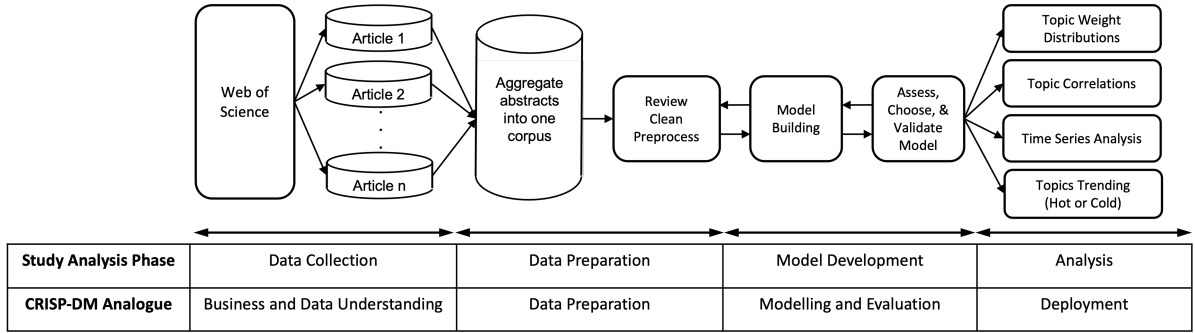 Web of
Science
Article 1
Article 2
Article n
Aggregate
abstracts
into one
corpus
Review
Clean
Preprocess
Model
Building
Assess,
Choose, &
Validate
Model
Topic Weight
Distributions
Topic Correlations
Time Series Analysis
Topics Trending
(Hot or Cold)
Study Analysis Phase
Data Collection
Data Preparation
Model Development
Analysis
CRISP-DM Analogue
Business and Data Understanding
Data Preparation
Modelling and Evaluation
Deployment